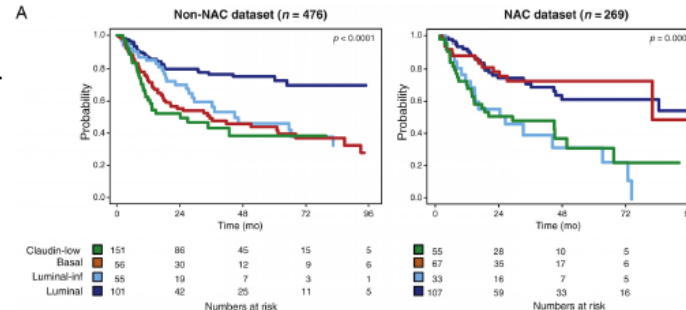 A
Non-NAC dataset (n = 476)
NAC dataset (n = 269)
p < 0.0001
p = 0.000
Probability
1.0
0.8
0.6
0.4
0.2
0.0
0 24 48 72 96
Time (mo)
Probability
1.0
0.8
0.6
0.4
0.2
0.0
0 24 48 72
Time (mo)
Claudin-low 151 86 45 15 5
Basal 56 30 12 9 6
Luminal-inf 55 19 7 3 1
Luminal 101 42 25 11 5
Numbers at risk
55 28 10 5
67 35 17 6
33 16 7 5
107 59 33 16
Numbers at risk